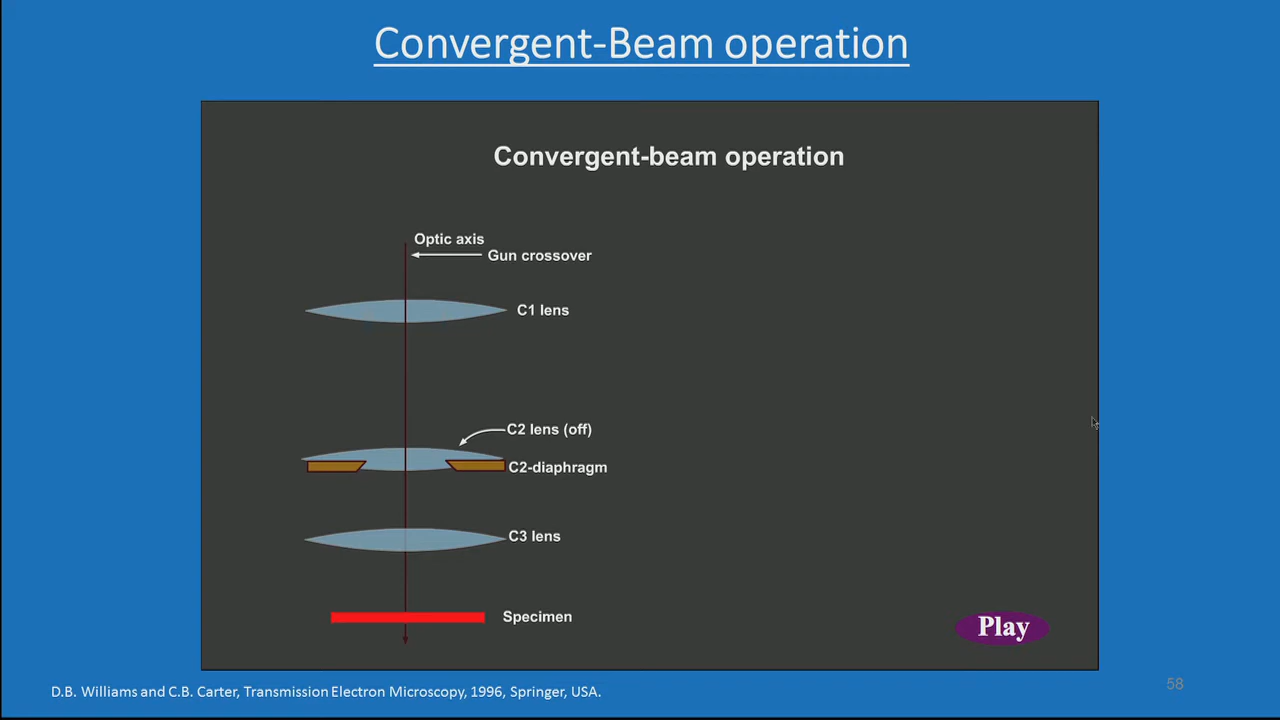 Convergent-Beam operation
Convergent-beam operation
Optic axis
Gun crossover
C1 lens
C2 lens (off)
C2-diaphragm
C3 lens
Specimen
Play
D.B. Williams and C.B. Carter, Transmission Electron Microscopy, 1996, Springer, USA.
58